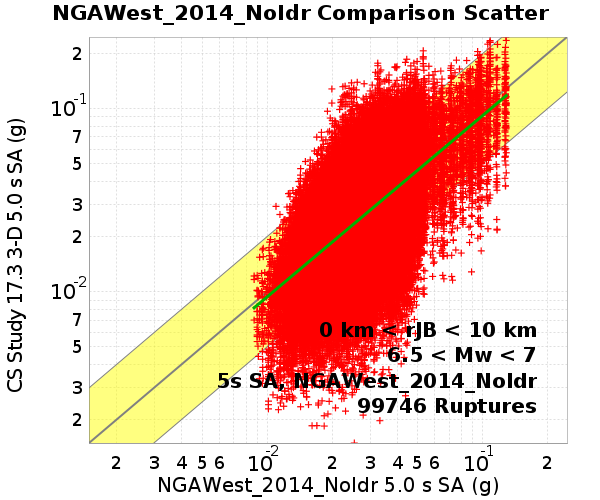 NGAWest_2014_NoIdr Comparison Scatter
CS Study 17.3 3-D 5.0 s SA (g)
2
10-1
7
5
3
2
10-2
7
5
3
2
0 km < rJB < 10 km
6.5 < Mw < 7
5s SA, NGAWest_2014_NoIdr
99746 Ruptures
2 3 4 5 6 10-2 2 3 4 5 6 10-1 2
NGAWest_2014_NoIdr 5.0 s SA (g)